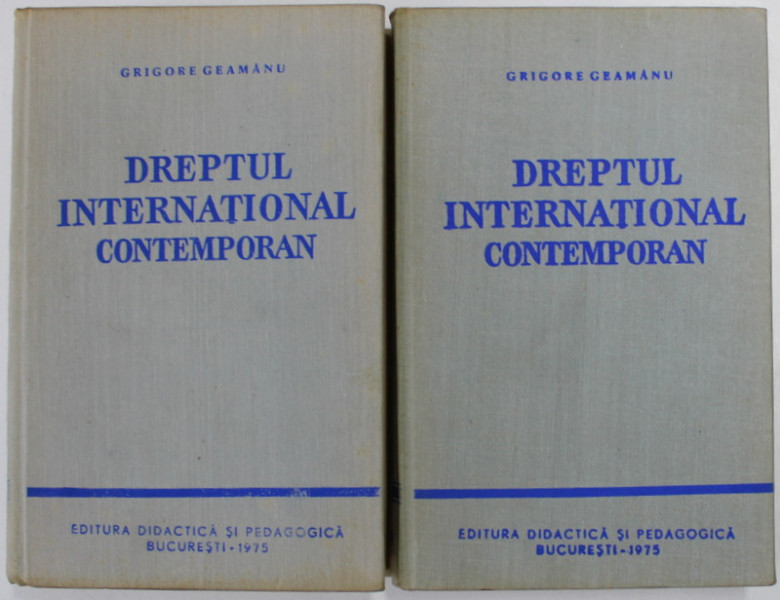 GRIGORE GEAMĂNU
DREPTUL
INTERNAȚIONAL
CONTEMPORAN
EDITURA DIDACTICĂ ȘI PEDAGOGICĂ
BUCUREȘTI - 1975
GRIGORE GEAMĂNU
DREPTUL
INTERNAȚIONAL
CONTEMPORAN
EDITURA DIDACTICĂ ȘI PEDAGOGICĂ
BUCUREȘTI - 1975